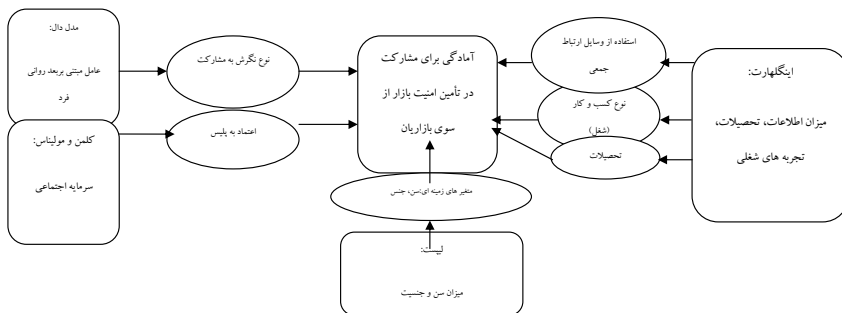 مدل دال:
عامل مبتنی بربعد روانی
فرد
کلمن و مولیناس:
سرمایه اجتماعی
نوع نگرش به مشارکت
اعتماد به پلیس
آمادگی برای مشارکت
در تأمین امنیت بازار از
سوی بازاریان
متغیر های زمینه ای:سن، جنس
لیپست:
میزان سن و جنسیت
استفاده از وسایل ارتباط
جمعی
نوع کسب و کار
(شغل)
تحصیلات
اینگلهارت:
میزان اطلاعات، تحصیلات،
تجربه های شغلی